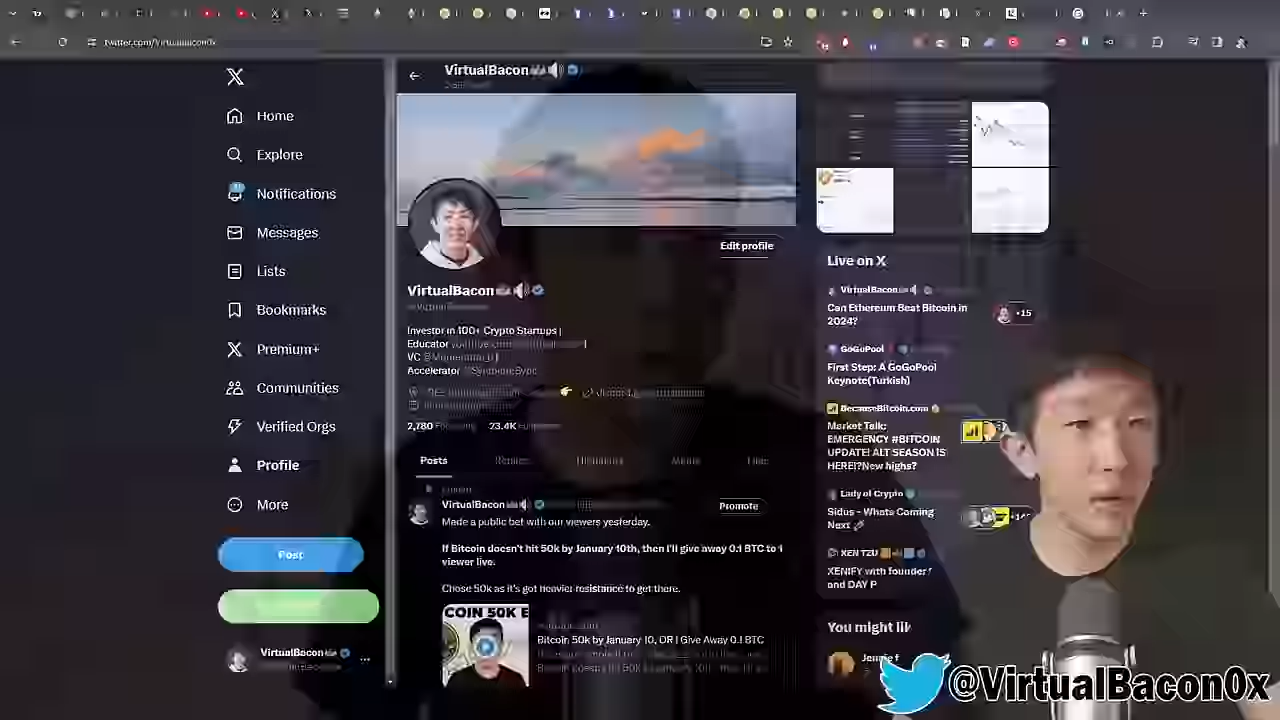 twitter.com/VirtualBacon0x
VirtualBacon
Home
Explore
Notifications
Messages
Lists
Bookmarks
Premium+
Communities
Verified Orgs
Profile
More
Post
VirtualBacon
Edit profile
VirtualBacon
Investor in 100+ Crypto Startups |
Educator
VC
Accelerator
2,780 Following 23.4K
Posts
VirtualBacon
Promote
Made a public bet with our viewers yesterday.
If Bitcoin doesn't hit 50k by January 10th, then I'll give away 0.1 BTC to 1
viewer live.
Chose 50k as it's got heavier resistance to get there.
COIN 50K
Bitcoin 50k by January 10, OR I Give Away 0.1 BTC
Live on X
VirtualBacon
Can Ethereum Beat Bitcoin in
2024?
+15
GoGoPool
First Step: A GoGoPool
Keynote(Turkish)
BecauseBitcoin.com
Market Talk:
EMERGENCY #BITCOIN
UPDATE! ALT SEASON IS
HERE!?New highs?
Lady of Crypto
Sidus - Whats Coming
Next
XEN TZU
XENIFY with founder
and DAY P
You might
@VirtualBacon0x